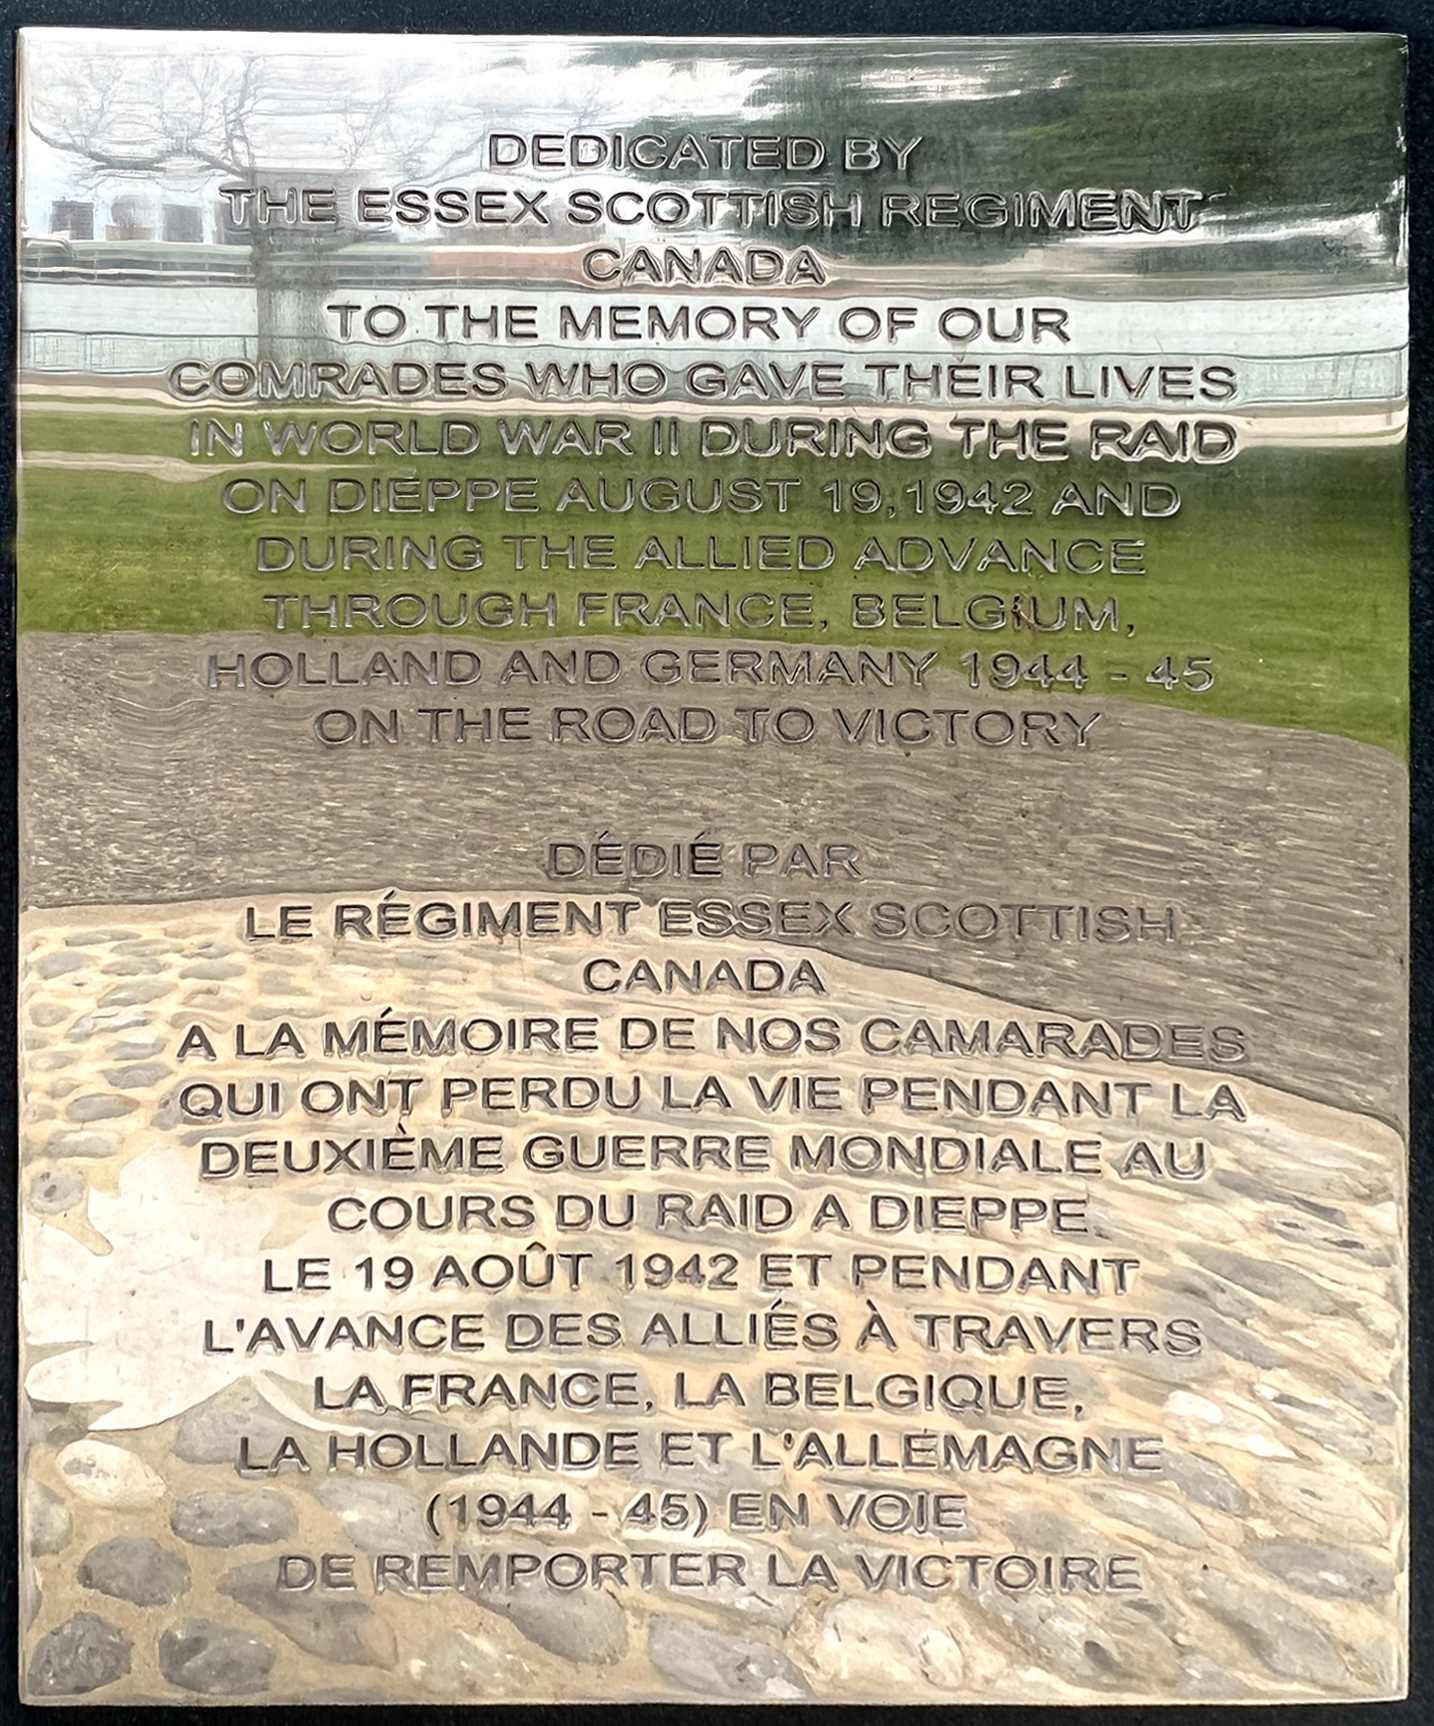 DEDICATED BY
THE ESSEX SCOTTISH REGIMENT
CANADA
TO THE MEMORY OF OUR
COMRADES WHO GAVE THEIR LIVES
IN WORLD WAR II DURING THE RAID
ON DIEPPE AUGUST 19,1942 AND
DURING THE ALLIED ADVANCE
THROUGH FRANCE, BELGIUM,
HOLLAND AND GERMANY 1944 - 45
ON THE ROAD TO VICTORY
DÉDIÉ PAR
LE RÉGIMENT ESSEX SCOTTISH
CANADA
A LA MÉMOIRE DE NOS CAMARADES
QUI ONT PERDU LA VIE PENDANT LA
DEUXIÈME GUERRE MONDIALE AU
COURS DU RAID A DIEPPE
LE 19 AOÛT 1942 ET PENDANT
L'AVANCE DES ALLIÉS À TRAVERS
LA FRANCE, LA BELGIQUE,
LA HOLLANDE ET L'ALLEMAGNE
(1944 - 45) EN VOIE
DE REMPORTER LA VICTOIRE